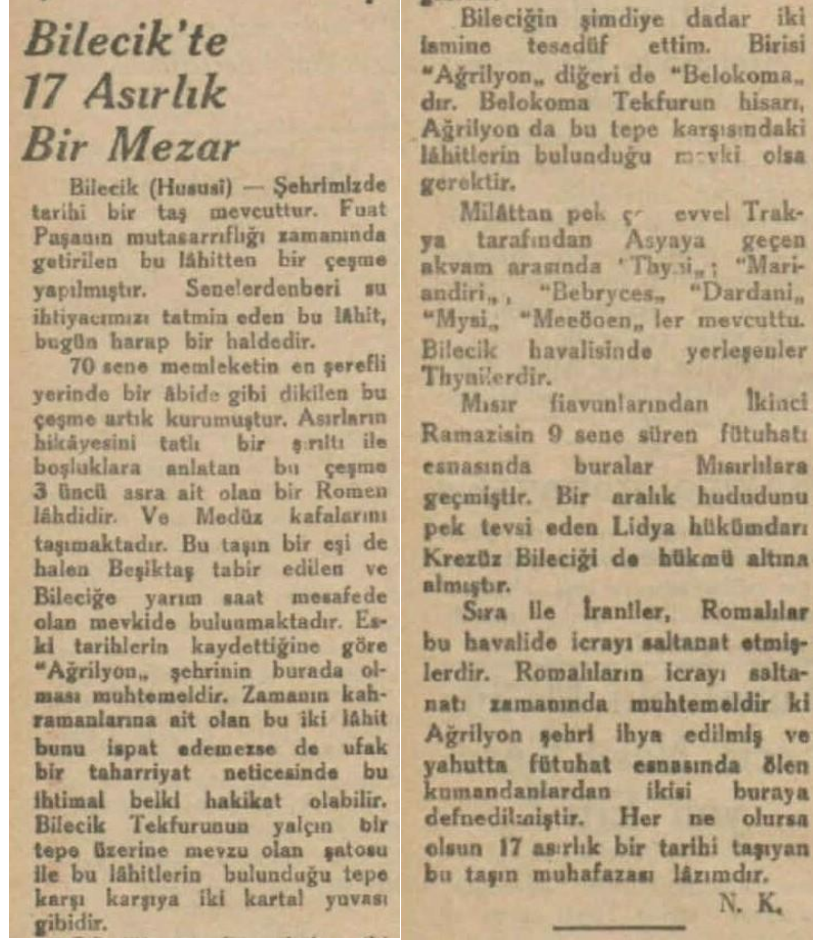 Bilecik'te
17 Asırlık
Bir Mezar
Bilecik (Hususî) — Şehrimizde
tarihi bir taş mevcuttur. Fuat
Paşanın mutasarrıflığı zamanında
getirilen bu lâhitten bir çeşme
yapılmıştır. Senelerdenberi su
ihtiyacımızı tatmin eden bu lâhit,
bugün harap bir haldedir.
70 sene memleketin en şerefli
yerinde bir âbide gibi dikilen bu
çeşme artık kurumuştur. Asırların
hikâyesini tatlı bir şırıltı ile
boşluklara anlatan bu çeşme
3 üncü asra ait olan bir Romen
lâhdidir. Ve Medüz kafalarını
taşımaktadır. Bu taşın bir eşi de
halen Beşiktaş tabir edilen ve
Bileciğe yarım saat mesafede
olan mevkide bulunmaktadır. Es-
ki tarihlerin kaydettiğine göre
"Ağrilyon„ şehrinin burada ol-
ması muhtemeldir. Zamanın kah-
ramanlarına ait olan bu iki lâhit
bunu ispat edemezse de ufak
bir taharriyat neticesinde bu
ihtimal belki hakikat olabilir.
Bilecik Tekfurunun yalçın bir
tepe üzerine mevzu olan şatosu
ile bu lâhitlerin bulunduğu tepe
karşı karşıya iki kartal yuvası
gibidir.
Bileciğin şimdiye dadar iki
ismine tesadüf ettim. Birisi
"Ağrilyon„ diğeri de "Belokoma„
dır. Belokoma Tekfurun hisarı,
Ağrilyon da bu tepe karşısındaki
lâhitlerin bulunduğu mevki olsa
gerektir.
Milâttan pek evvel Trak-
ya tarafından Asyaya geçen
akvam arasında "Thyni„; "Mari-
andiri„, "Bebryces„ "Dardani„
"Mysi„ "Meeöoen„ ler mevcuttu.
Bilecik havalisinde yerleşenler
Thynilerdir.
Mısır fiavunlarından İkinci
Ramazisin 9 sene süren fütuhatı
esnasında buralar Mısırlılara
geçmiştir. Bir aralık hududunu
pek tevsi eden Lidya hükümdarı
Krezüz Bileciği de hükmü altına
almıştır.
Sıra ile İraniler, Romalılar
bu havalide icrayı saltanat etmiş-
lerdir. Romalıların icrayı salta-
natı zamanında muhtemeldir ki
Ağrilyon şehri ihya edilmiş ve
yahutta fütuhat esnasında ölen
kumandanlardan ikisi buraya
defnedilmiştir. Her ne olursa
olsun 17 asırlık bir tarihi taşıyan
bu taşın muhafazası lâzımdır.
N. K.